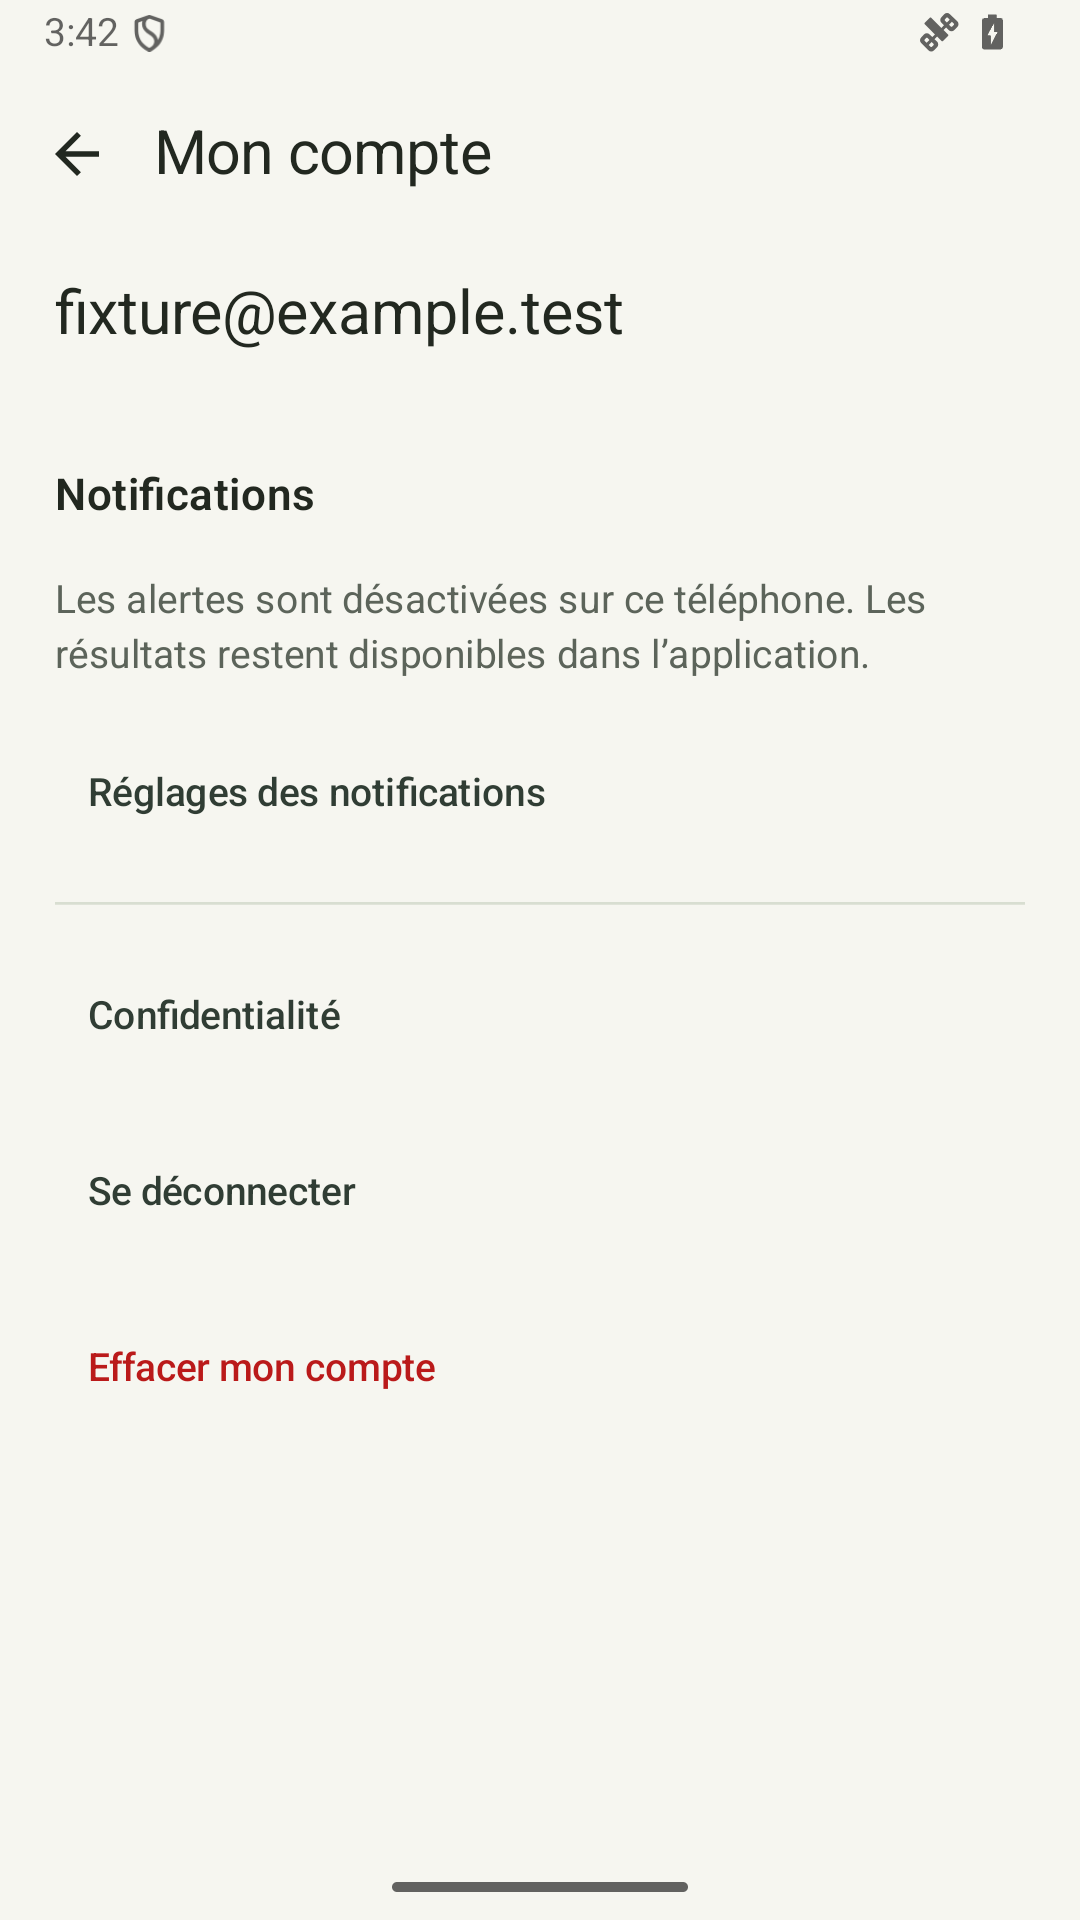 3:42
Mon compte
fixture@example.test
Notifications
Les alertes sont désactivées sur ce téléphone. Les
résultats restent disponibles dans l’application.
Réglages des notifications
Confidentialité
Se déconnecter
Effacer mon compte